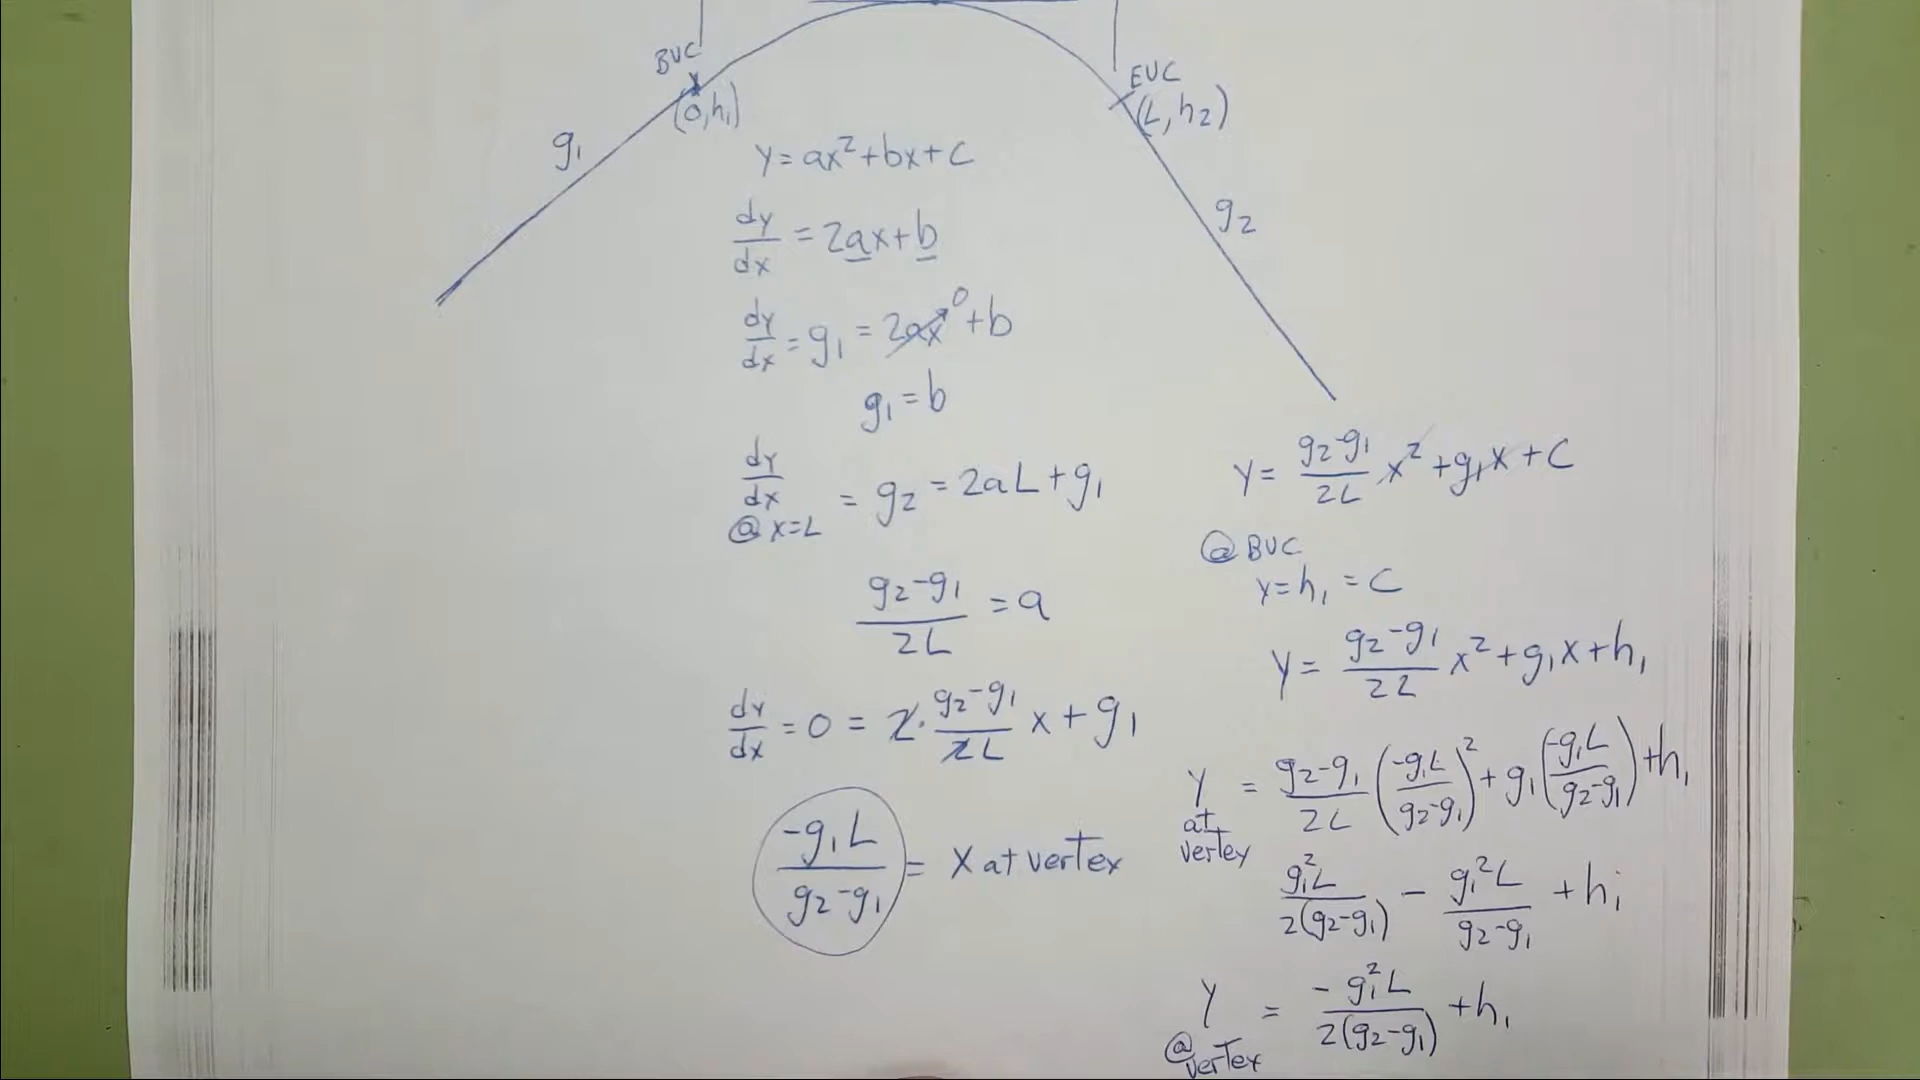 BVC
(0,h₁)
EVC
(L,h₂)
g₁
g₂
y=ax²+bx+c
dy/dx = 2ax+b
dy/dx = g₁ = 2ax⁰+b
g₁=b
dy/dx @ x=L = g₂ = 2aL+g₁
(g₂-g₁)/2L = a
dy/dx = 0 = 2·(g₂-g₁)/2L x + g₁
-g₁L/(g₂-g₁) = x at vertex
y = (g₂-g₁)/2L x² + g₁x + c
@ BVC
y = h₁ = c
y = (g₂-g₁)/2L x² + g₁x + h₁
y at vertex = (g₂-g₁)/2L (-g₁L/(g₂-g₁))² + g₁(-g₁L/(g₂-g₁)) + h₁
g₁²L/2(g₂-g₁) - g₁²L/(g₂-g₁) + h₁
y @ vertex = -g₁²L/2(g₂-g₁) + h₁